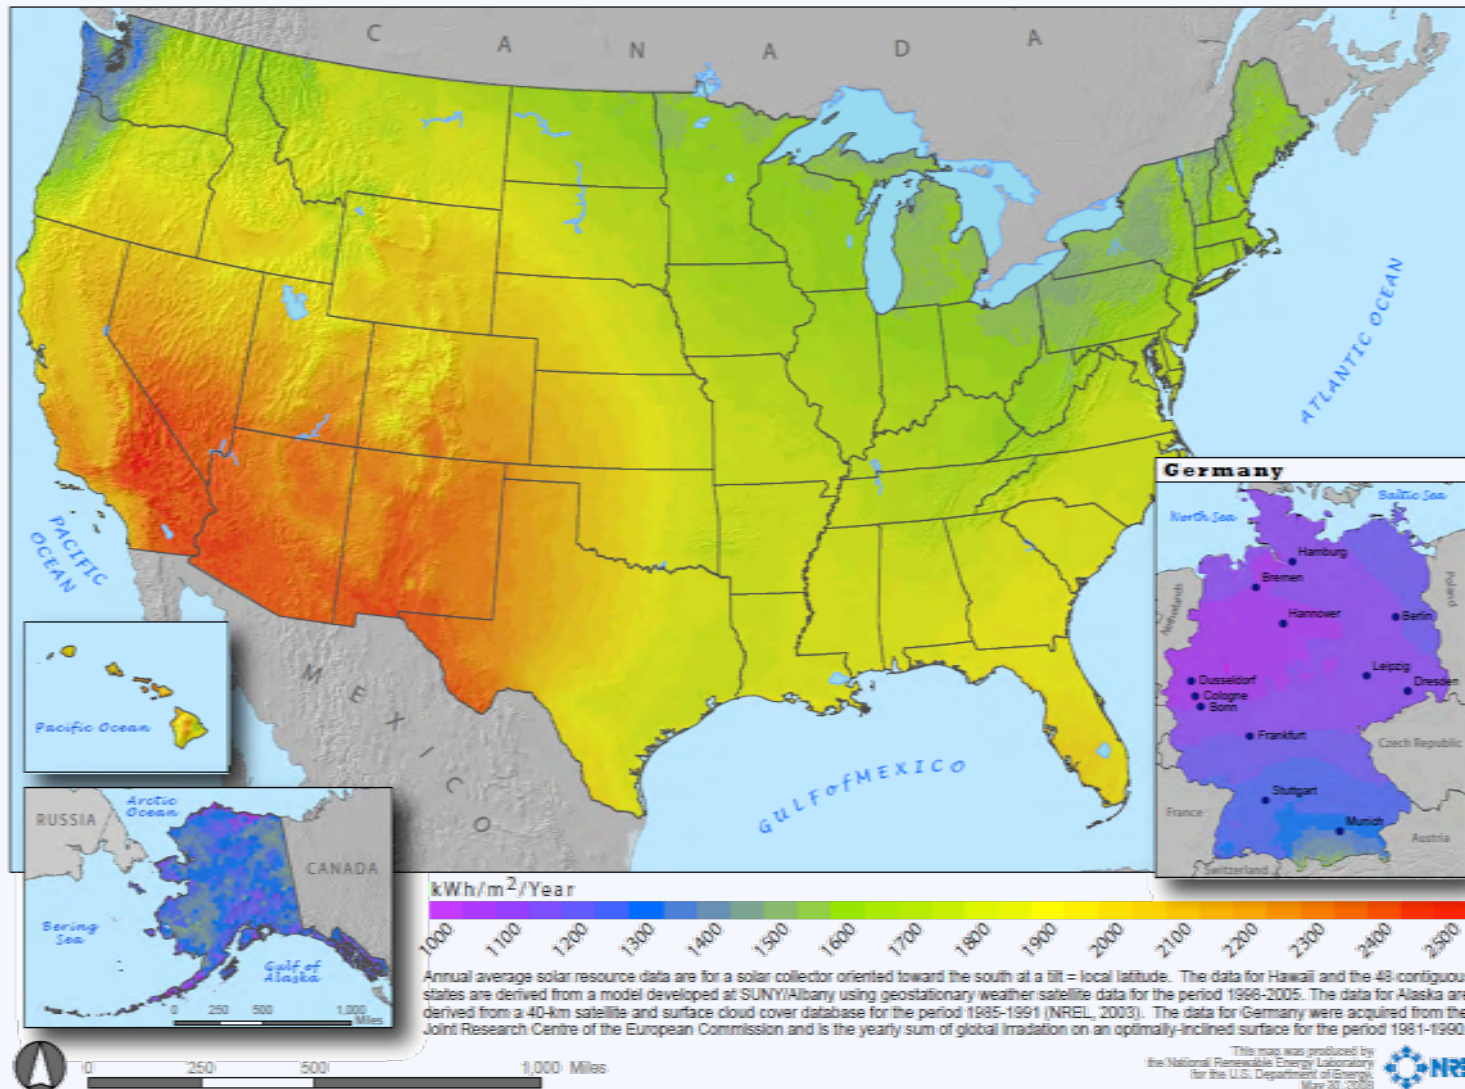 C A N A D A
ATLANTIC OCEAN
PACIFIC
OCEAN
MEXICO
GULF of MEXICO
Pacific Ocean
RUSSIA
Arctic
Ocean
CANADA
Bering
Sea
Gulf of
Alaska
0 250 500 1,000
Miles
Germany
North Sea
Baltic Sea
Hamburg
Bremen
Netherlands
Poland
Hannover
Berlin
Leipzig
Dusseldorf
Dresden
Cologne
Bonn
Frankfurt
Czech Republic
Stuttgart
France
Munich
Austria
Switzerland
kWh/m²/Year
1000 1100 1200 1300 1400 1500 1600 1700 1800 1900 2000 2100 2200 2300 2400 2500
Annual average solar resource data are for a solar collector oriented toward the south at a tilt = local latitude. The data for Hawaii and the 48 contiguou
states are derived from a model developed at SUNY/Albany using geostationary weather satellite data for the period 1998-2005. The data for Alaska are
derived from a 40-km satellite and surface cloud cover database for the period 1985-1991 (NREL, 2003). The data for Germany were acquired from the
Joint Research Centre of the European Commission and is the yearly sum of global irradation on an optimally-inclined surface for the period 1981-1990.
0 250 500 1,000 Miles
This map was produced by
the National Renewable Energy Laboratory
for the U.S. Department of Energy.
May 30, 2008
NRE